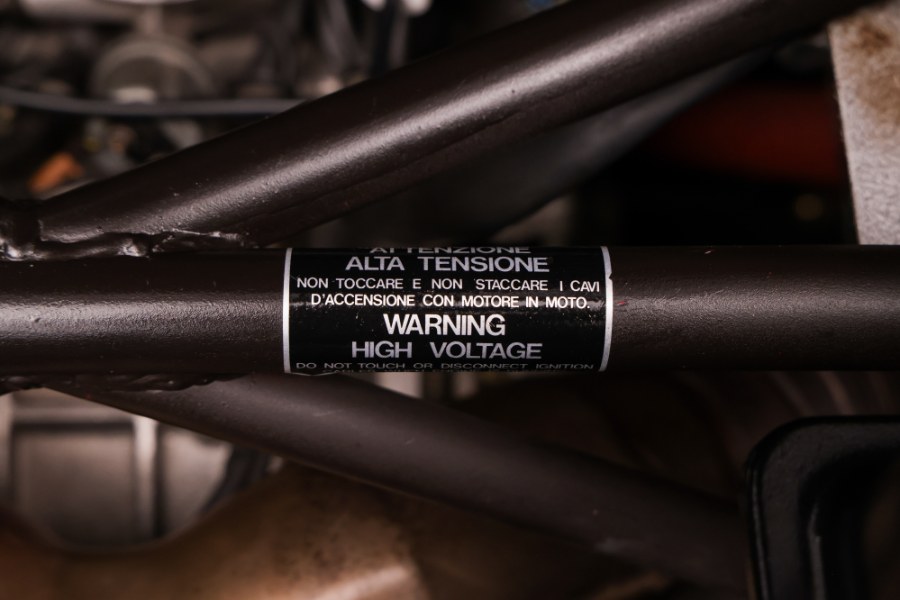 ATTENZIONE
ALTA TENSIONE
NON TOCCARE E NON STACCARE I CAVI
D'ACCENSIONE CON MOTORE IN MOTO.
WARNING
HIGH VOLTAGE
DO NOT TOUCH OR DISCONNECT IGNITION